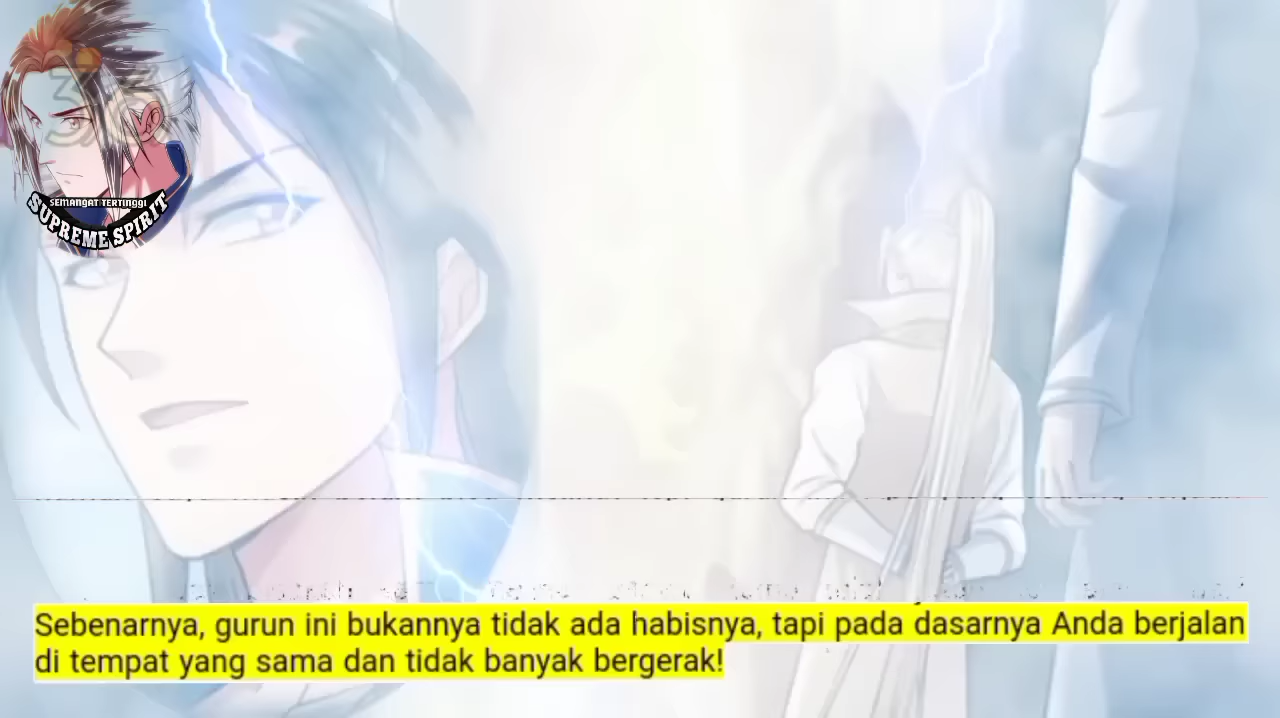 SEMANGAT TERTINGGI
SUPREME SPIRIT
Sebenarnya, gurun ini bukannya tidak ada habisnya, tapi pada dasarnya Anda berjalan
di tempat yang sama dan tidak banyak bergerak!